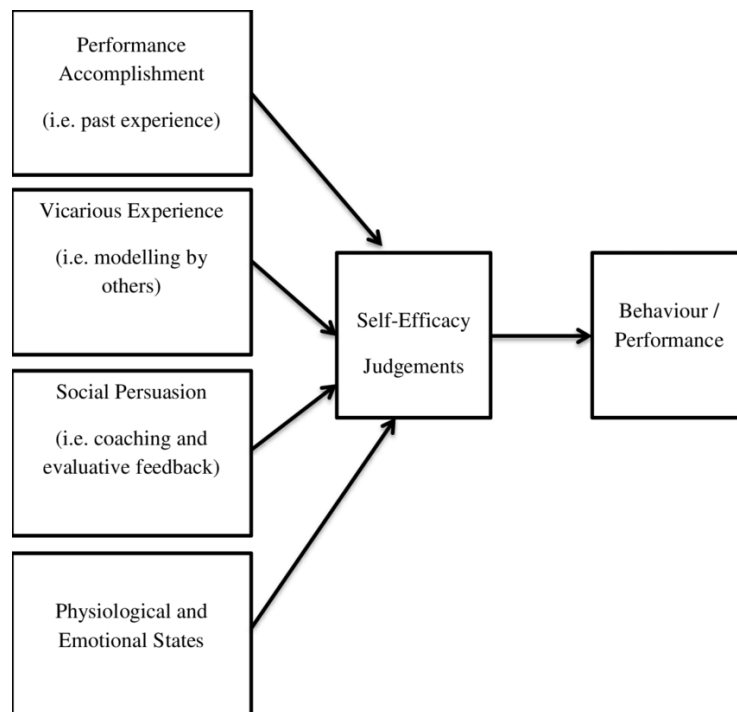 Performance
Accomplishment
(i.e. past experience)
Vicarious Experience
(i.e. modelling by
others)
Social Persuasion
(i.e. coaching and
evaluative feedback)
Physiological and
Emotional States
Self-Efficacy
Judgements
Behaviour /
Performance